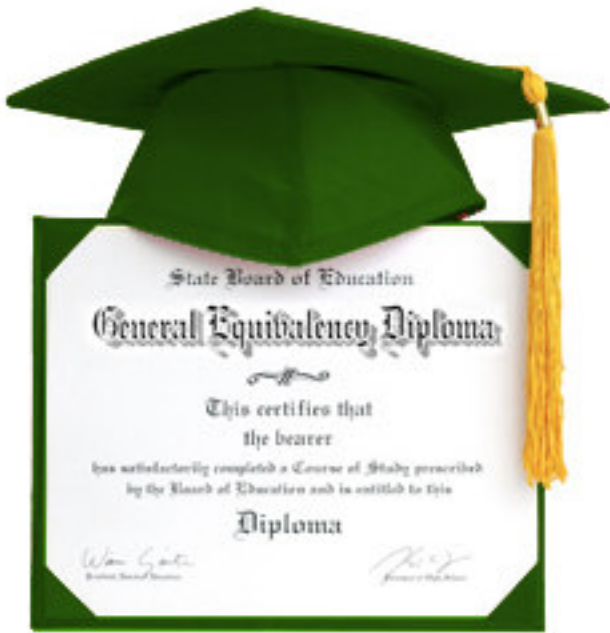 State Board of Education
General Equivalency Diploma
This certifies that
the bearer
has satisfactorily completed a Course of Study prescribed
by the Board of Education and is entitled to this
Diploma